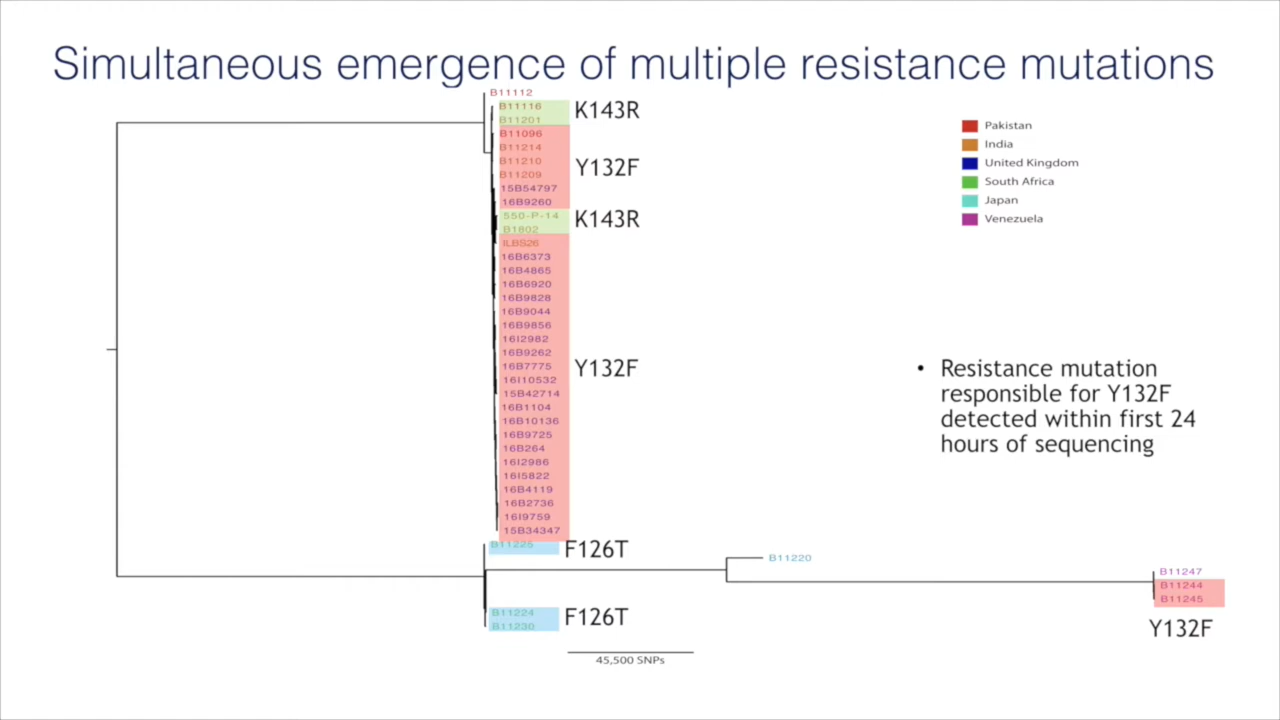 Simultaneous emergence of multiple resistance mutations
B11112
B11116
B11201
K143R
B11096
B11214
B11210
B11209
15B54797
16B9260
Y132F
550-P-14
B1802
K143R
ILBS26
16B6373
16B4865
16B6920
16B9828
16B9044
16B9856
16I2982
16B9262
16B7775
16I10532
15B42714
16B1104
16B10136
16B9725
16B264
16I2986
16I5822
16B4119
16B2736
16I9759
15B34347
Y132F
B11225
F126T
B11224
B11230
F126T
B11220
B11247
B11244
B11245
Y132F
45,500 SNPs
Pakistan
India
United Kingdom
South Africa
Japan
Venezuela
• Resistance mutation
responsible for Y132F
detected within first 24
hours of sequencing